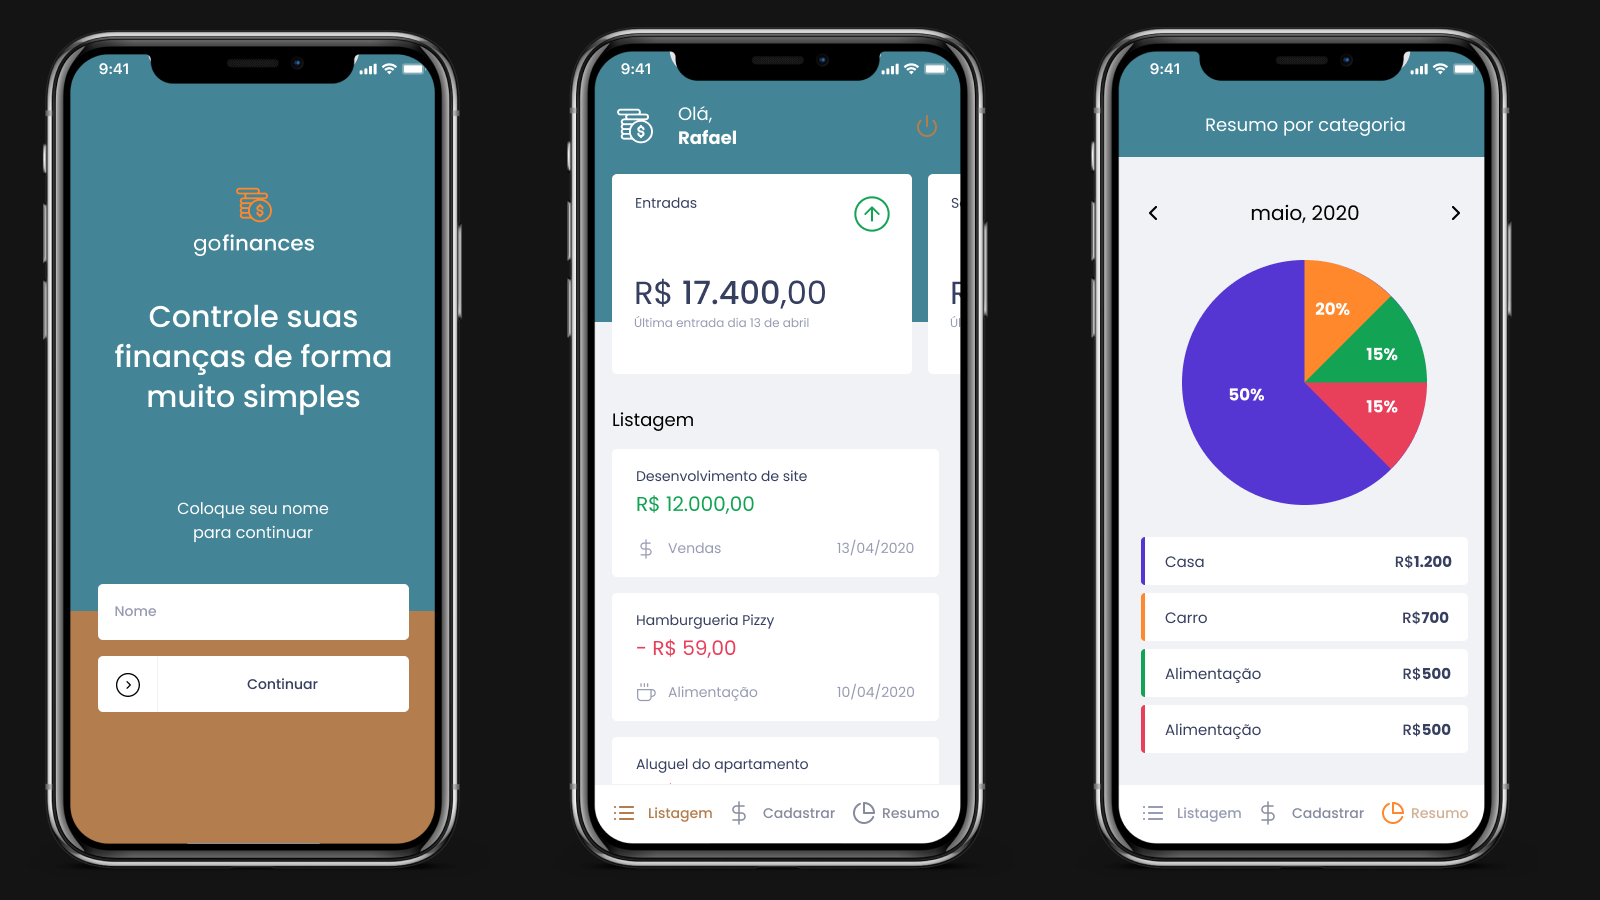 9:41
gofinances
Controle suas
finanças de forma
muito simples
Coloque seu nome
para continuar
Nome
Continuar
9:41
Olá,
Rafael
Entradas
R$ 17.400,00
Última entrada dia 13 de abril
Listagem
Desenvolvimento de site
R$ 12.000,00
Vendas 13/04/2020
Hamburgueria Pizzy
- R$ 59,00
Alimentação 10/04/2020
Aluguel do apartamento
Listagem Cadastrar Resumo
9:41
Resumo por categoria
maio, 2020
20%
15%
50%
15%
Casa R$1.200
Carro R$700
Alimentação R$500
Alimentação R$500
Listagem Cadastrar Resumo